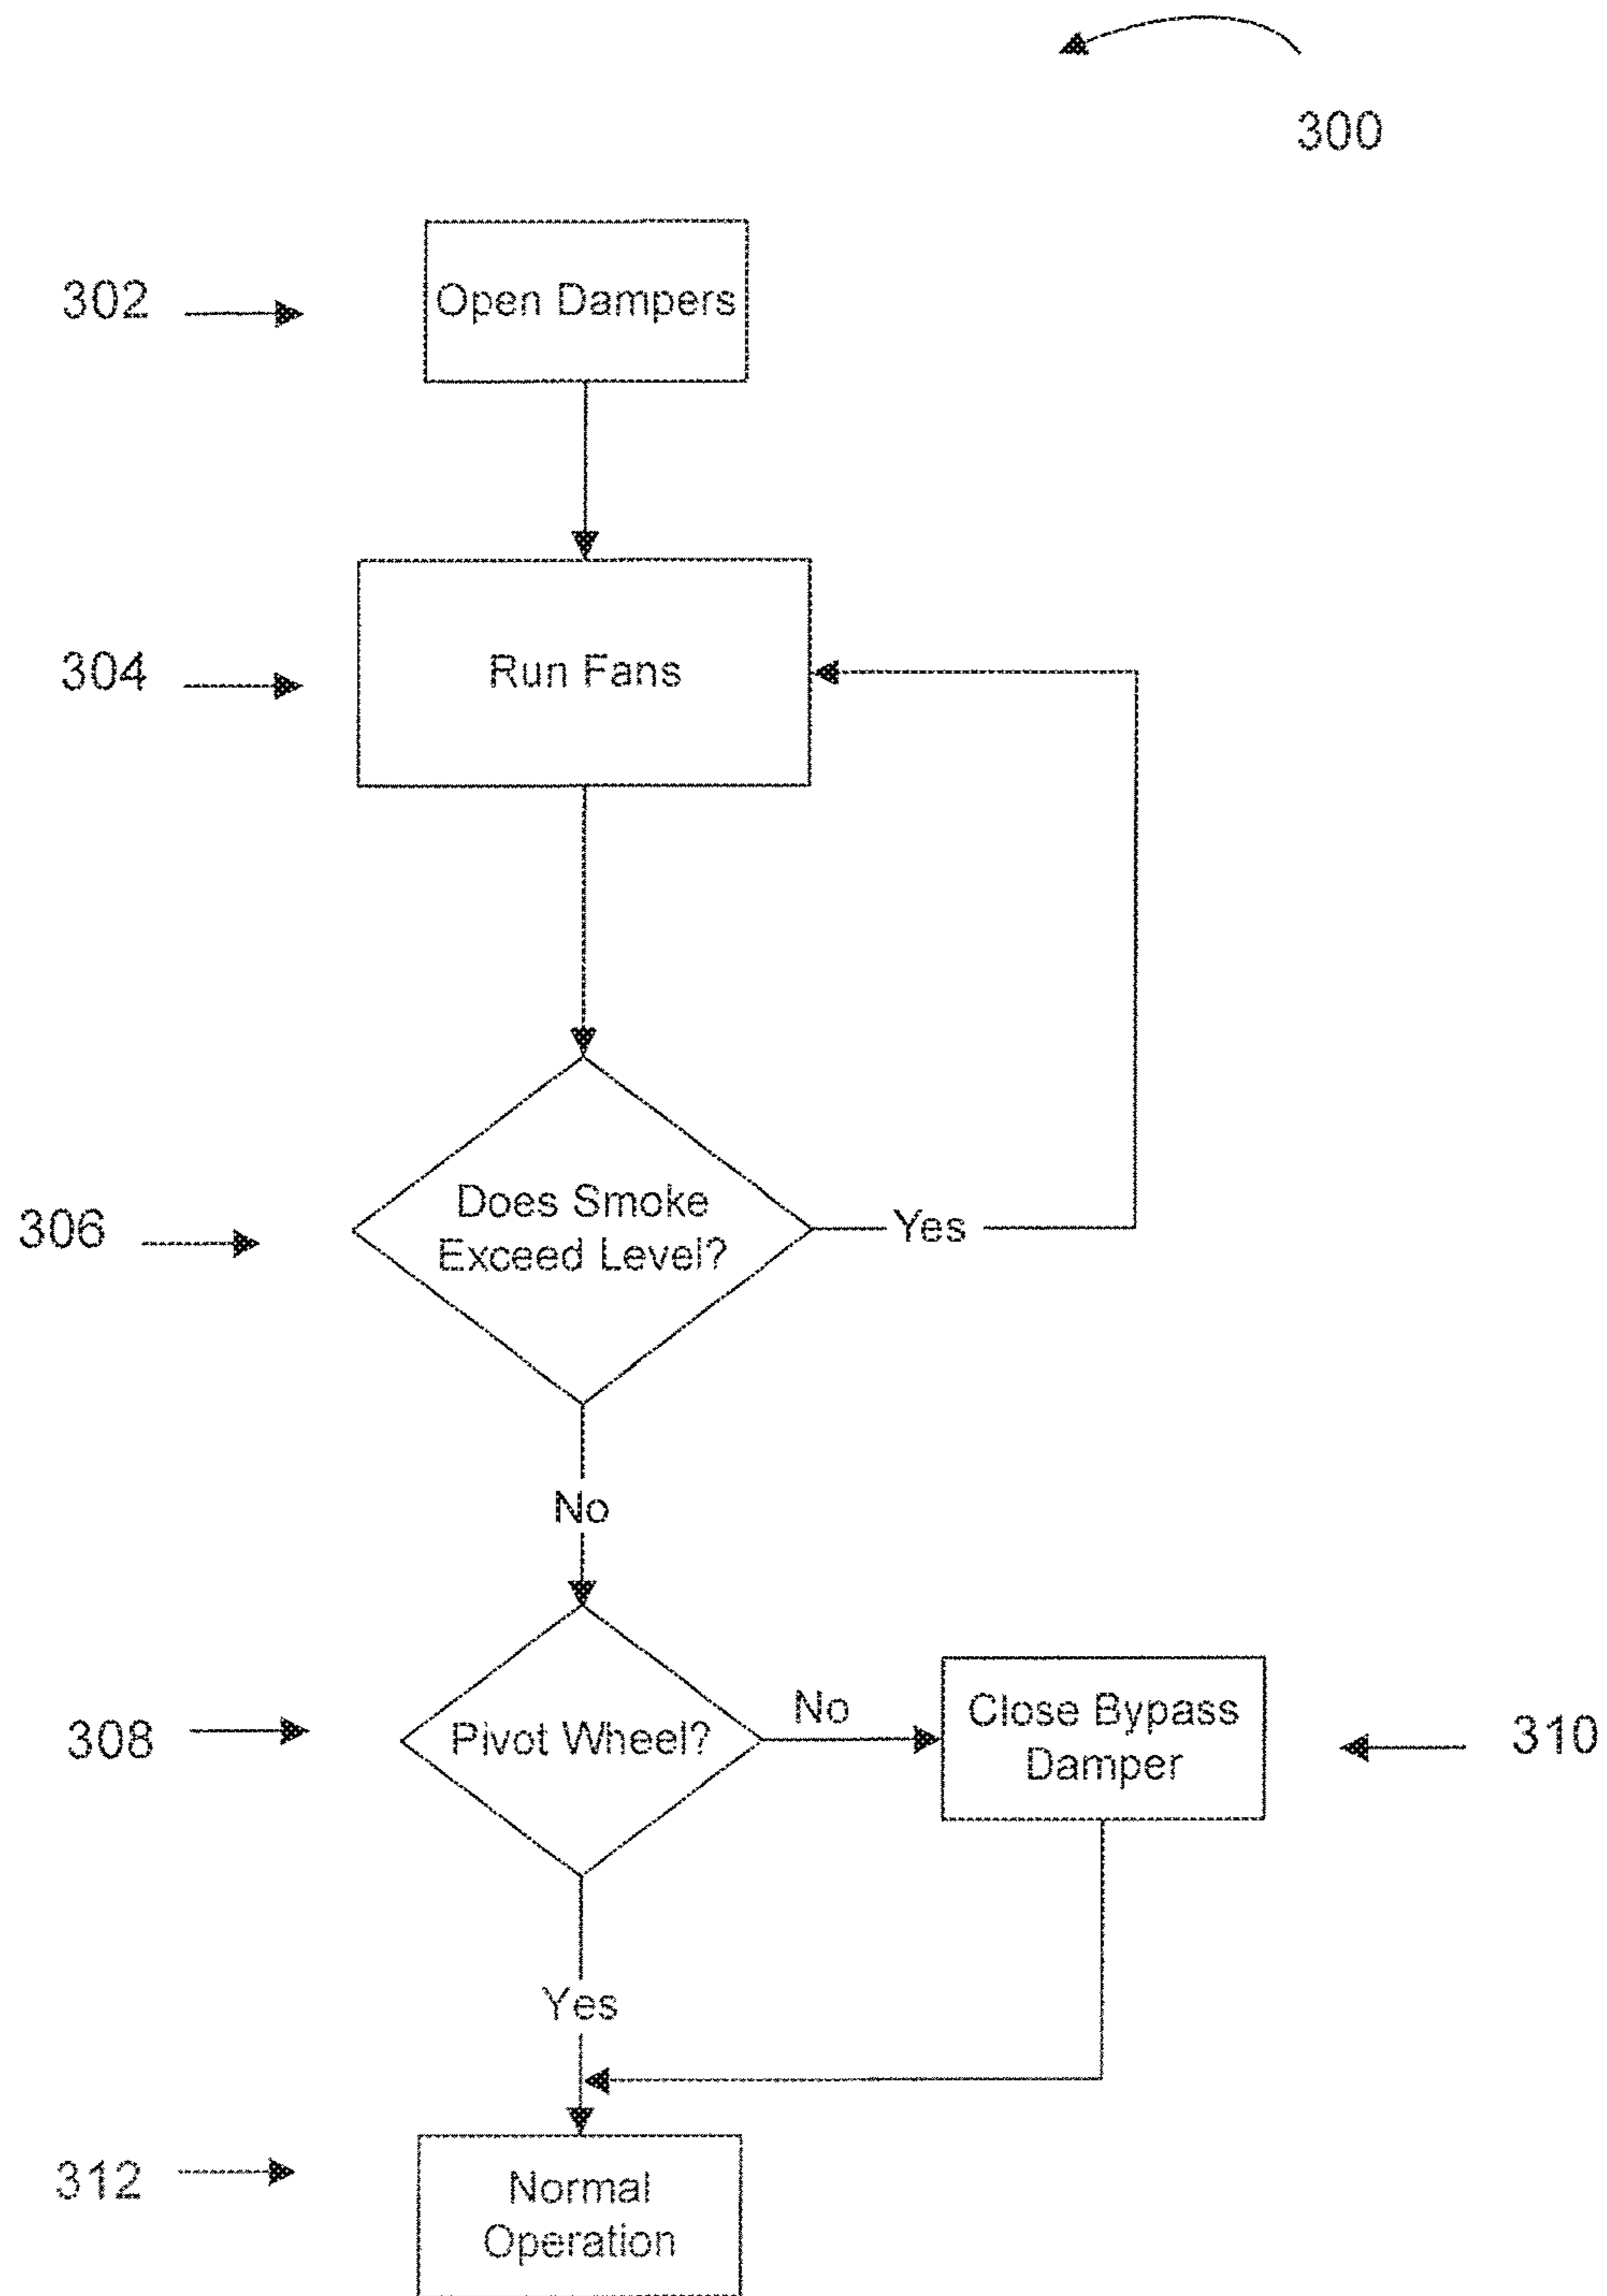 300
302
Open Dampers
304
Run Fans
306
Does Smoke
Exceed Level?
Yes
No
308
Pivot Wheel?
No
Close Bypass
Damper
310
Yes
312
Normal
Operation